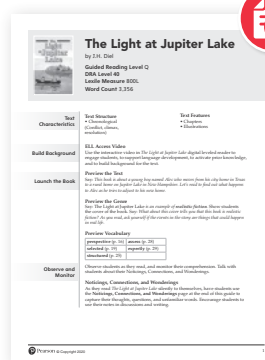 The Light at Jupiter Lake
by J.H. Diel
Guided Reading Level Q
DRA Level 40
Lexile Measure 800L
Word Count 3,356
Text Characteristics
Text Structure
• Chronological
(Conflict, climax,
resolution)
Text Features
• Chapters
• Illustrations
Build Background
ELL Access Video
Use the interactive video in The Light at Jupiter Lake digital leveled reader to
engage students, to support language development, to activate prior knowledge,
and to build background for the text.
Launch the Book
Preview the Text
Say: This book is about a young boy named Alec who moves from his city home in Texas
to a rural home on Jupiter Lake in New Hampshire. Let's read to find out what happens
to Alec as he tries to adjust to his new home.
Preview the Genre
Say: The Light at Jupiter Lake is an example of realistic fiction. Have students
the cover of the book. Say: What about this cover tells you that this book is realistic
fiction? As you read, ask yourself if the events in the story are things that could happen
in real life.
Preview Vocabulary
perspective (p. 16) access (p. 28)
selected (p. 28) expertly (p. 29)
structured (p. 29)
Observe and Monitor
Observe students as they read, and monitor their comprehension. Talk with
students about their Noticings, Connections, and Wonderings.
Noticings, Connections, and Wonderings
As they read The Light at Jupiter Lake silently to themselves, have students use
the Noticings, Connections, and Wonderings page at the end of this guide to
capture their thoughts, questions, and unfamiliar words. Encourage students to
use their notes in discussions and writing.
Pearson © Copyright 2020
1